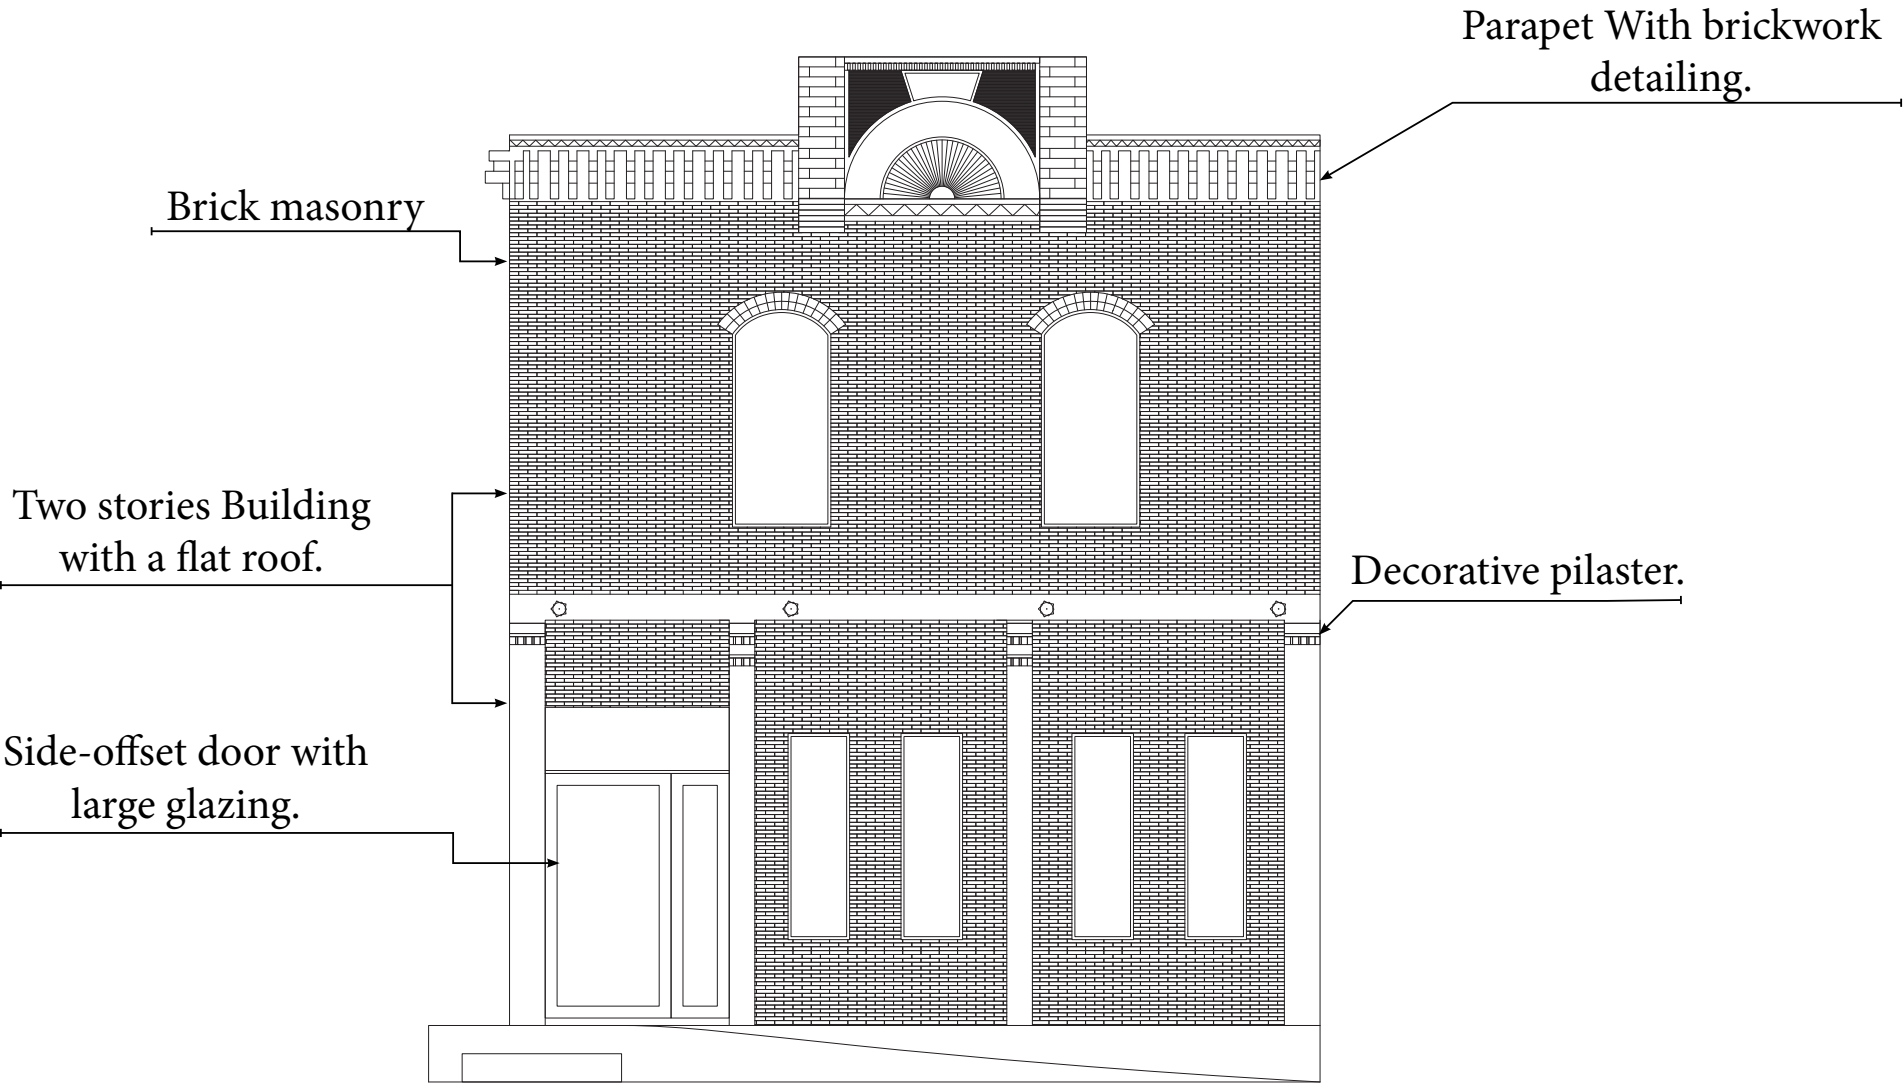 Parapet With brickwork
detailing.
Brick masonry
Two stories Building
with a flat roof.
Decorative pilaster.
Side-offset door with
large glazing.